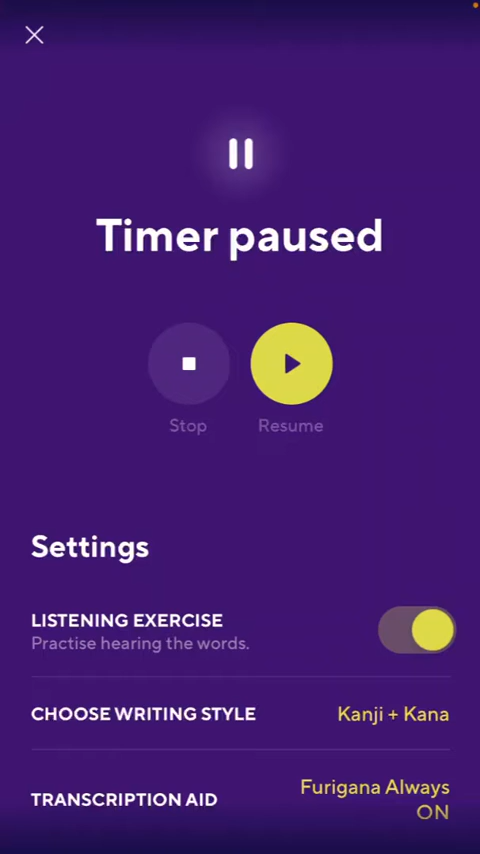 Timer paused
Stop Resume
Settings
LISTENING EXERCISE
Practise hearing the words.
CHOOSE WRITING STYLE Kanji + Kana
TRANSCRIPTION AID Furigana Always
ON